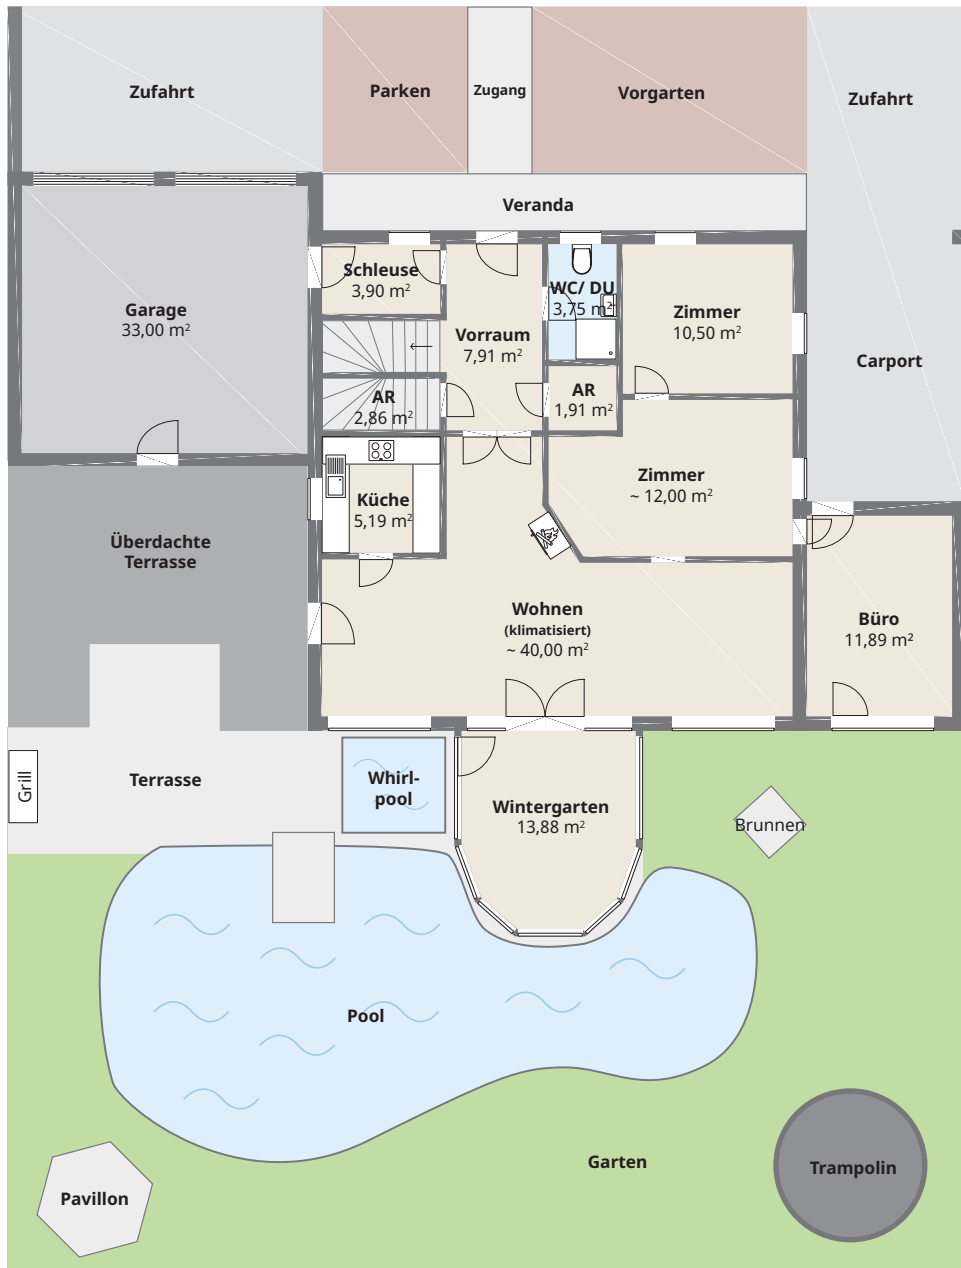 Zufahrt
Parken
Zugang
Vorgarten
Zufahrt
Veranda
Schleuse
3,90 m²
WC/ DU
3,75 m²
Garage
33,00 m²
Vorraum
7,91 m²
Zimmer
10,50 m²
Carport
AR
2,86 m²
AR
1,91 m²
Küche
5,19 m²
Zimmer
~ 12,00 m²
Überdachte
Terrasse
Wohnen
(klimatisiert)
~ 40,00 m²
Büro
11,89 m²
Grill
Terrasse
Whirl-
pool
Wintergarten
13,88 m²
Brunnen
Pool
Garten
Trampolin
Pavillon